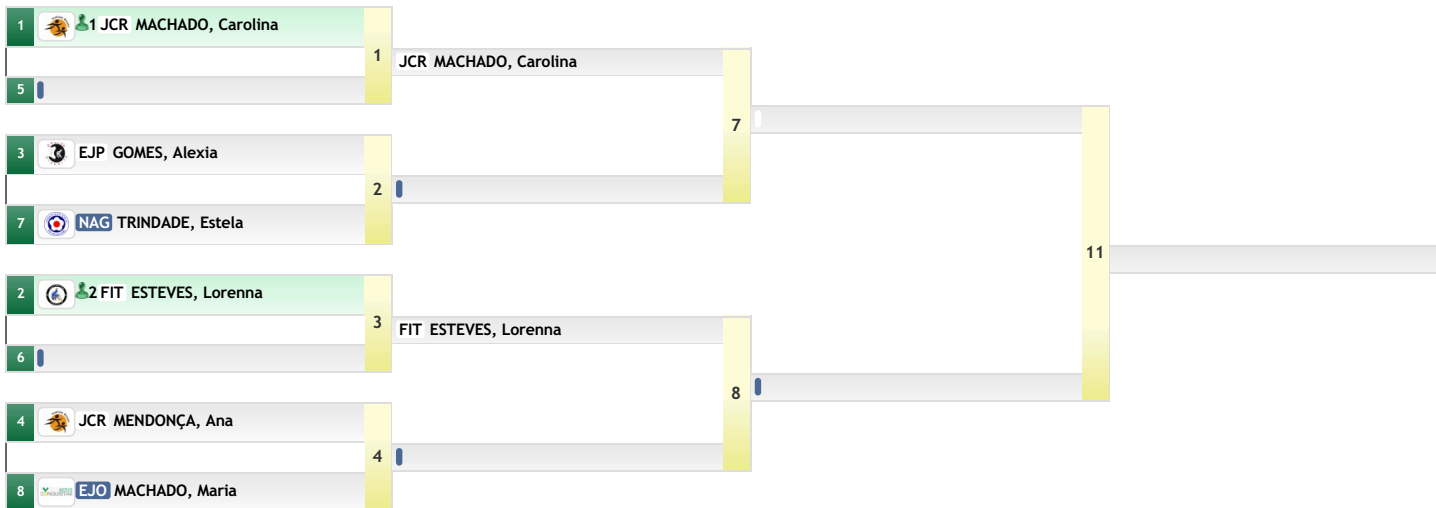 1 1 JCR MACHADO, Carolina
1
JCR MACHADO, Carolina
5
7
3 EJP GOMES, Alexia
2
7 NAG TRINDADE, Estela
11
2 2 FIT ESTEVES, Lorenna
3
FIT ESTEVES, Lorenna
6
8
4 JCR MENDONÇA, Ana
4
8 EJO MACHADO, Maria